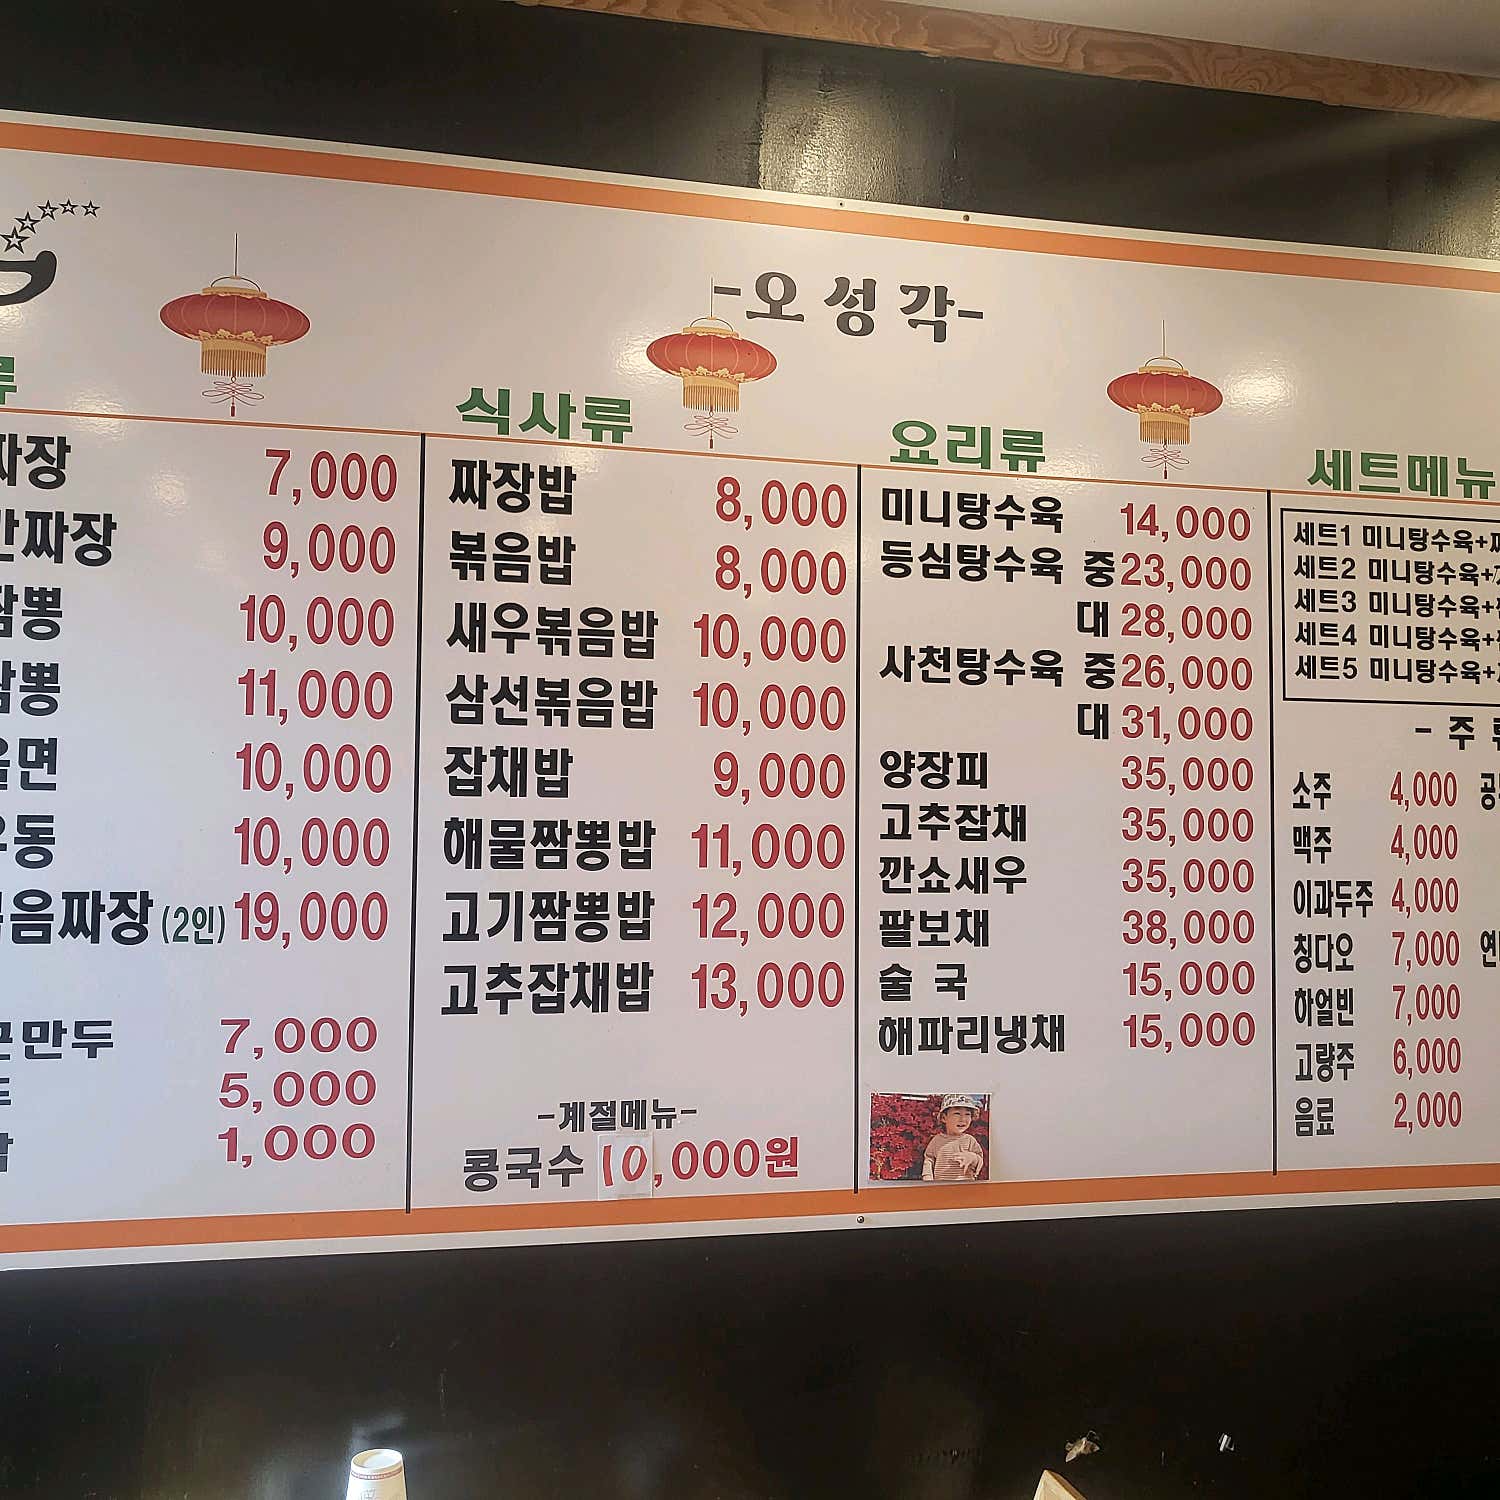 -오성각-
짜장 7,000
간짜장 9,000
짬뽕 10,000
짬뽕 11,000
울면 10,000
우동 10,000
볶음짜장 (2인) 19,000
군만두 7,000
5,000
1,000
식사류
짜장밥 8,000
볶음밥 8,000
새우볶음밥 10,000
삼선볶음밥 10,000
잡채밥 9,000
해물짬뽕밥 11,000
고기짬뽕밥 12,000
고추잡채밥 13,000
-계절메뉴-
콩국수 10,000원
요리류
미니탕수육 14,000
등심탕수육 중 23,000
대 28,000
사천탕수육 중 26,000
대 31,000
양장피 35,000
고추잡채 35,000
깐쇼새우 35,000
팔보채 38,000
술국 15,000
해파리냉채 15,000
세트메뉴
세트1 미니탕수육+
세트2 미니탕수육+
세트3 미니탕수육+
세트4 미니탕수육+
세트5 미니탕수육+
- 주류
소주 4,000
맥주 4,000
이과두주 4,000
칭다오 7,000
하얼빈 7,000
고량주 6,000
음료 2,000